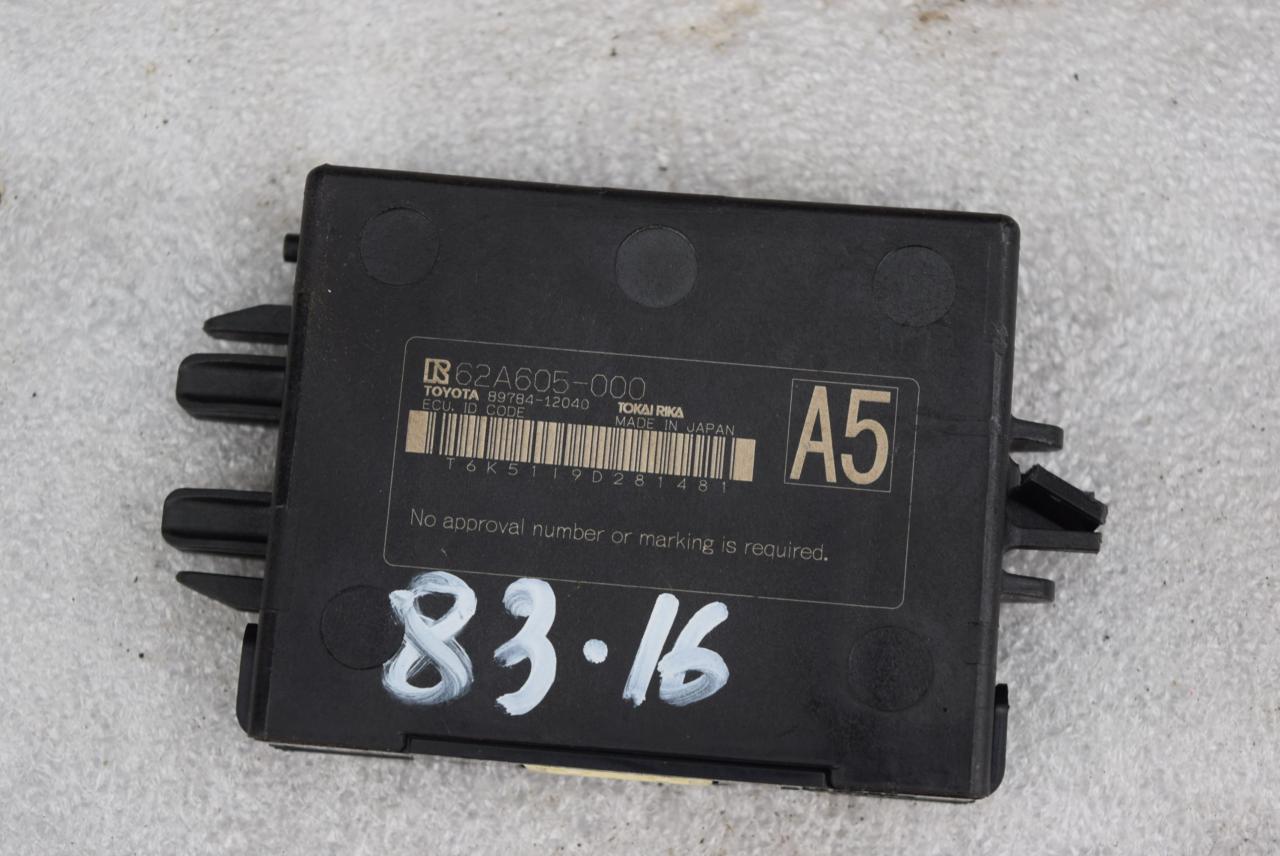 62A605-000
TOYOTA 89784-12040 TOKAI RIKA
ECU. ID CODE MADE IN JAPAN
T6K5119D281481
A5
No approval number or marking is required.
83·16